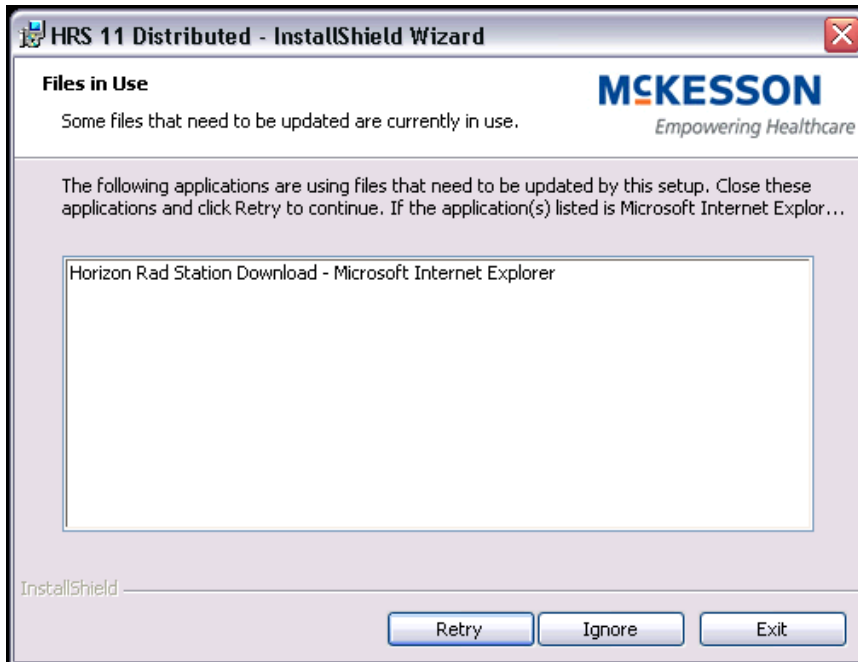 HRS 11 Distributed - InstallShield Wizard
Files in Use
Some files that need to be updated are currently in use.
MCKESSON
Empowering Healthcare
The following applications are using files that need to be updated by this setup. Close these
applications and click Retry to continue. If the application(s) listed is Microsoft Internet Explor...
Horizon Rad Station Download - Microsoft Internet Explorer
InstallShield
Retry
Ignore
Exit